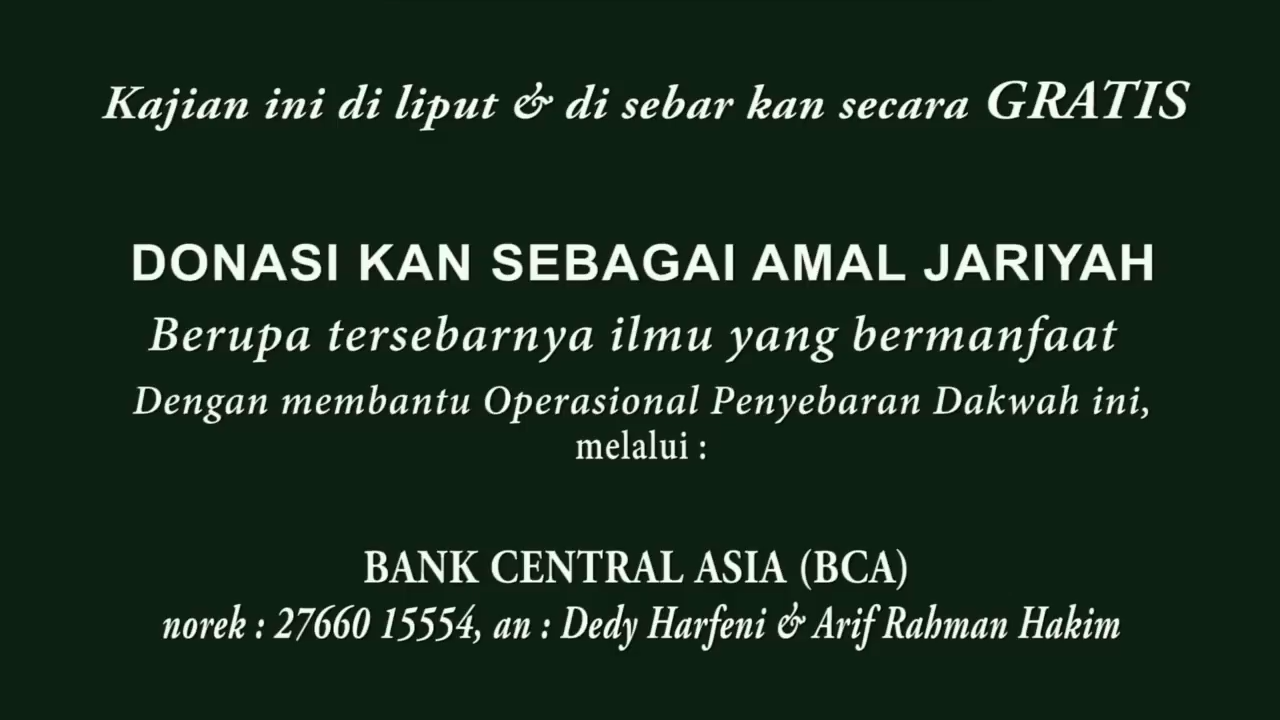 Kajian ini di liput & di sebar kan secara GRATIS
DONASI KAN SEBAGAI AMAL JARIYAH
Berupa tersebarnya ilmu yang bermanfaat
Dengan membantu Operasional Penyebaran Dakwah ini,
melalui :
BANK CENTRAL ASIA (BCA)
norek : 27660 15554, an : Dedy Harfeni & Arif Rahman Hakim